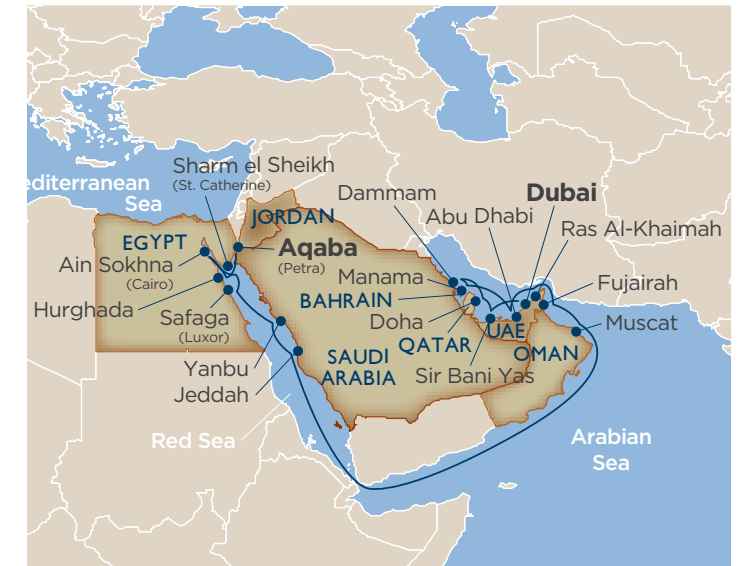 Sharm el Sheikh
(St. Catherine)
editerranean
Sea
Dammam
Dubai
Abu Dhabi
Ras Al-Khaimah
JORDAN
EGYPT
Aqaba
(Petra)
Ain Sokhna
(Cairo)
Manama
Fujairah
BAHRAIN
Hurghada
Safaga
(Luxor)
Doha
UAE
Muscat
QATAR
OMAN
Yanbu
SAUDI
ARABIA
Sir Bani Yas
Jeddah
Red Sea
Arabian
Sea